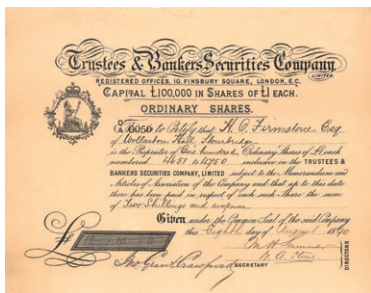 Trustees & Bankers Securities Company
LIMITED
REGISTERED OFFICES, 10, FINSBURY SQUARE, LONDON, E.C.
CAPITAL £100,000 IN SHARES OF £1 EACH.
ORDINARY SHARES.
This is to Certify that H. O. Firmstone Esq
of Wollaston Hall Stourbridge
is the Proprietor of One hundred Ordinary Shares of £1 each
numbered 4651 to 4750 inclusive in the TRUSTEES &
BANKERS SECURITIES COMPANY, LIMITED subject to the Memorandum and
Articles of Association of the Company and that up to this date
there has been paid in respect of each such Share the sum
of Two Shillings and sixpence
Given under the Common Seal of the said Company
this Eighth day of August 1890
DIRECTORS
SECRETARY